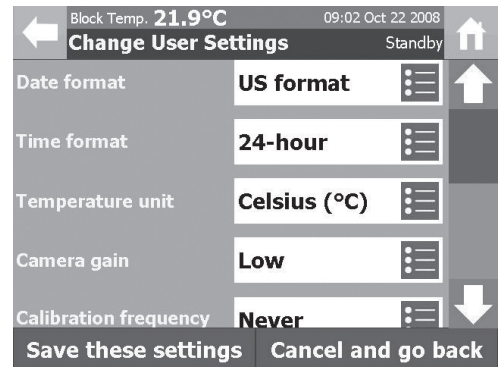 Block Temp. 21.9°C 09:02 Oct 22 2008
Change User Settings Standby
Date format US format
Time format 24-hour
Temperature unit Celsius (°C)
Camera gain Low
Calibration frequency Never
Save these settings Cancel and go back